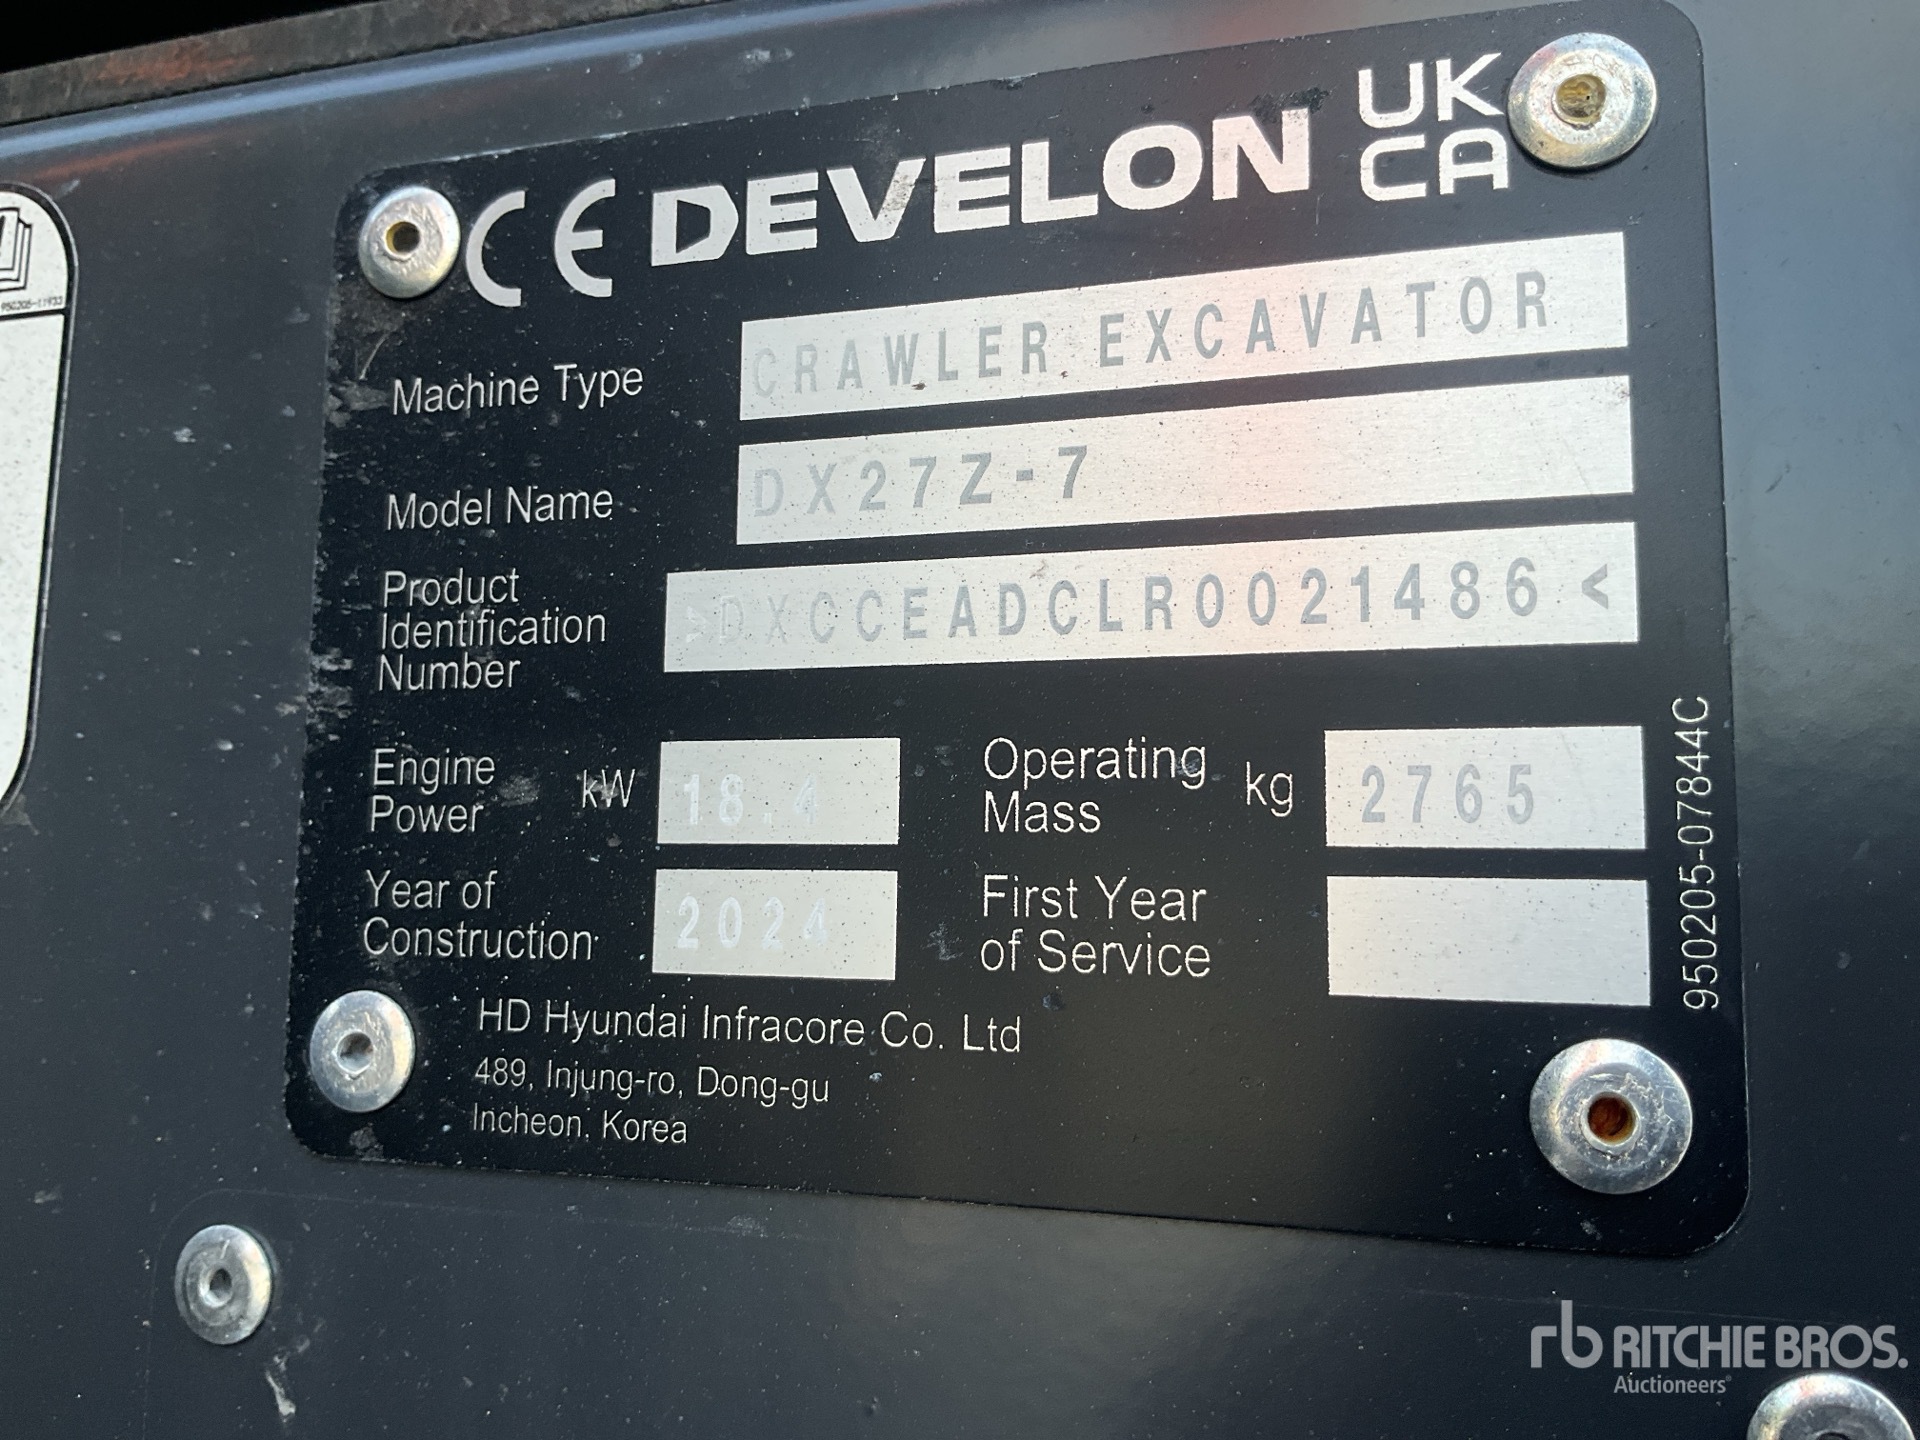 CE DEVELON UK
CA
Machine Type CRAWLER EXCAVATOR
Model Name DX27Z-7
Product
Identification
Number >DXCCEADCLR0021486<
Engine
Power kW 18.4
Operating
Mass kg 2765
Year of
Construction 2024
First Year
of Service
HD Hyundai Infracore Co. Ltd
489, Injung-ro, Dong-gu
Incheon, Korea
950205-07844C
950205-11933
rb RITCHIE BROS.
Auctioneers